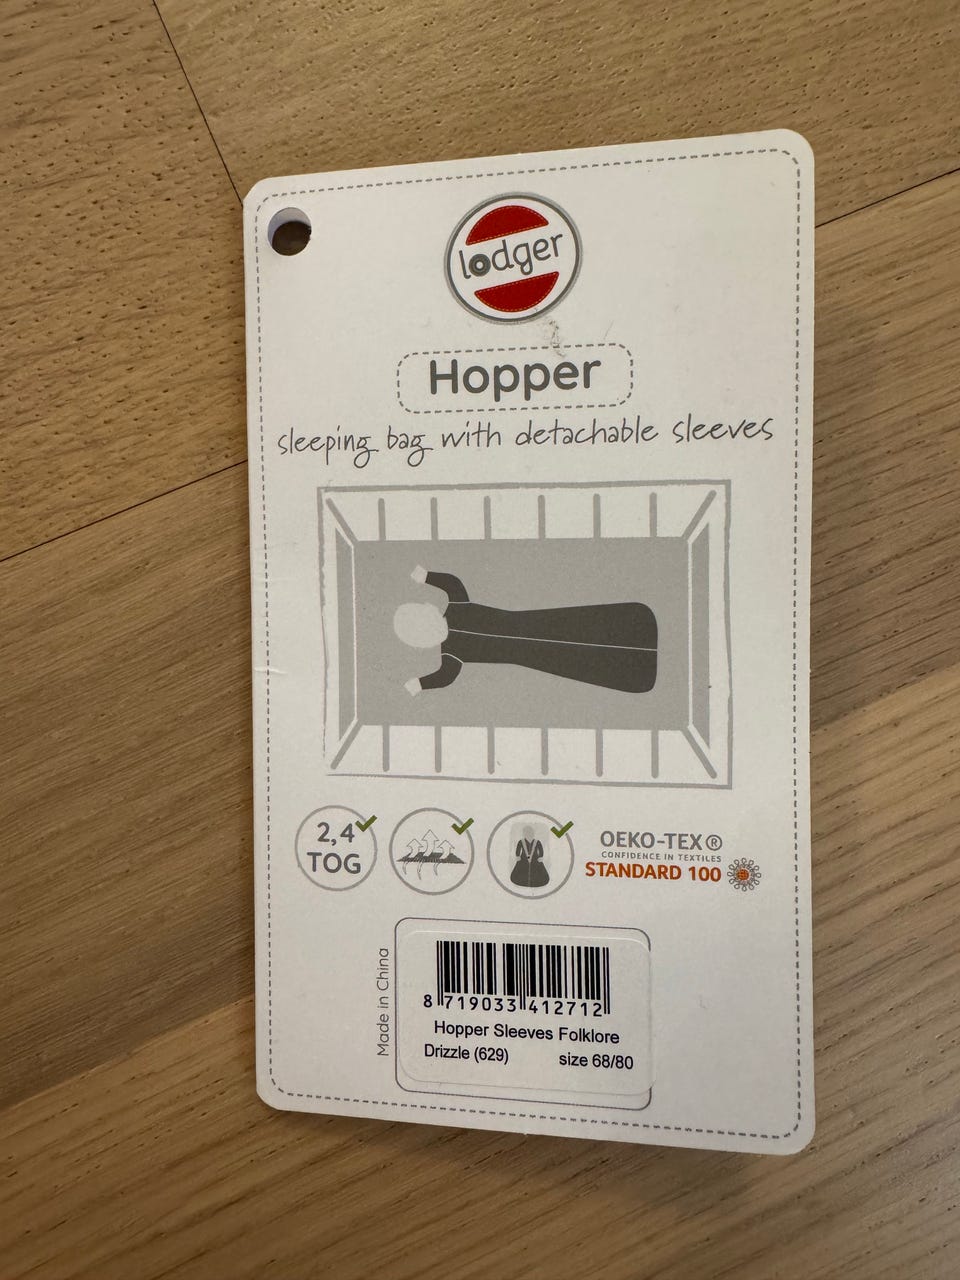 lodger
Hopper
sleeping bag with detachable sleeves
2,4
TOG
OEKO-TEX®
CONFIDENCE IN TEXTILES
STANDARD 100
Made in China
8 719033 412712
Hopper Sleeves Folklore
Drizzle (629) size 68/80